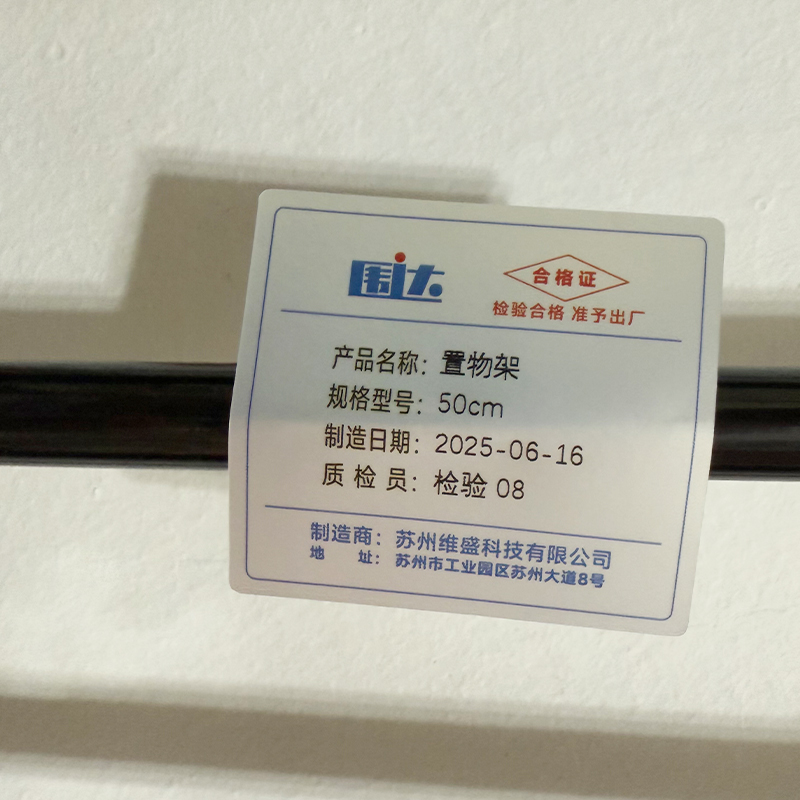 围达
合格证
检验合格 准予出厂
产品名称：置物架
规格型号：50cm
制造日期：2025-06-16
质 检 员：检验 08
制造商：苏州维盛科技有限公司
地 址：苏州市工业园区苏州大道8号